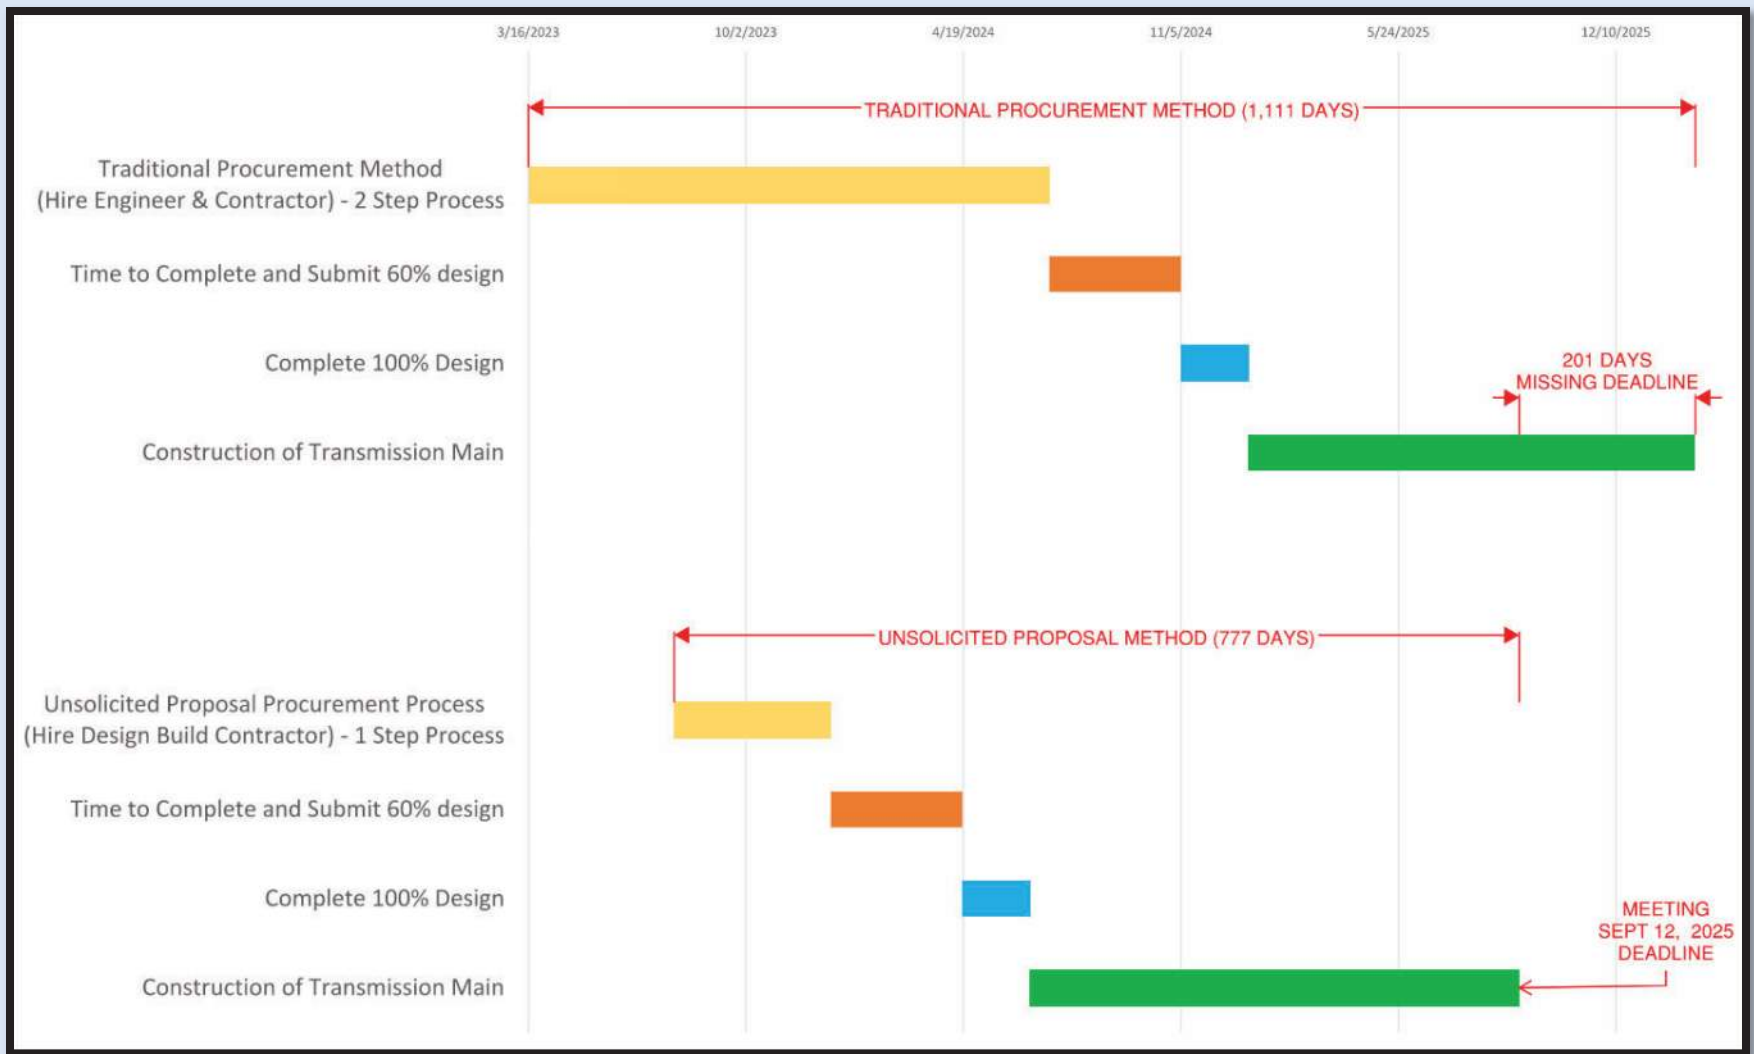 3/16/2023 10/2/2023 4/19/2024 11/5/2024 5/24/2025 12/10/2025
TRADITIONAL PROCUREMENT METHOD (1,111 DAYS)
Traditional Procurement Method
(Hire Engineer & Contractor) - 2 Step Process
Time to Complete and Submit 60% design
Complete 100% Design
201 DAYS
MISSING DEADLINE
Construction of Transmission Main
UNSOLICITED PROPOSAL METHOD (777 DAYS)
Unsolicited Proposal Procurement Process
(Hire Design Build Contractor) - 1 Step Process
Time to Complete and Submit 60% design
Complete 100% Design
MEETING
SEPT 12, 2025
DEADLINE
Construction of Transmission Main